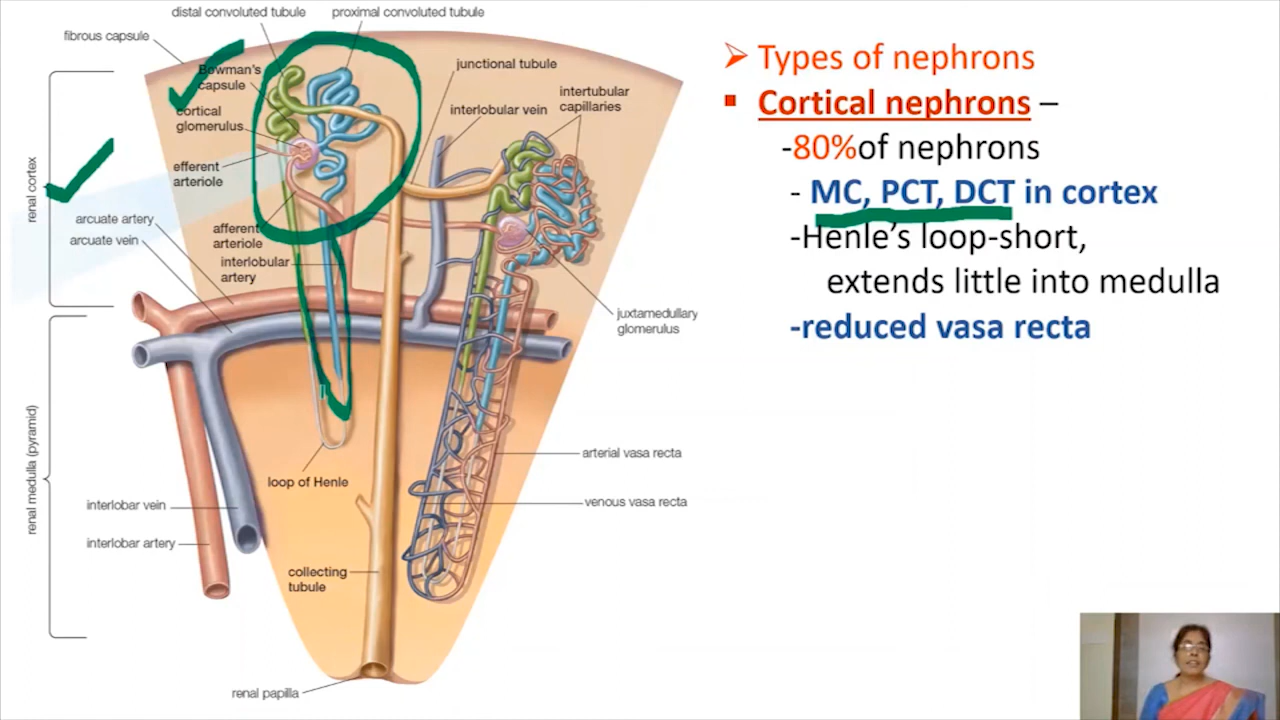 distal convoluted tubule
proximal convoluted tubule
fibrous capsule
Bowman's
capsule
cortical
glomerulus
efferent
arteriole
renal cortex
arcuate artery
arcuate vein
afferent
arteriole
interlobular
artery
junctional tubule
interlobular vein
intertubular
capillaries
juxtamedullary
glomerulus
renal medulla (pyramid)
loop of Henle
arterial vasa recta
venous vasa recta
interlobar vein
interlobar artery
collecting
tubule
renal papilla
Types of nephrons
Cortical nephrons –
-80%of nephrons
- MC, PCT, DCT in cortex
-Henle’s loop-short,
extends little into medulla
-reduced vasa recta